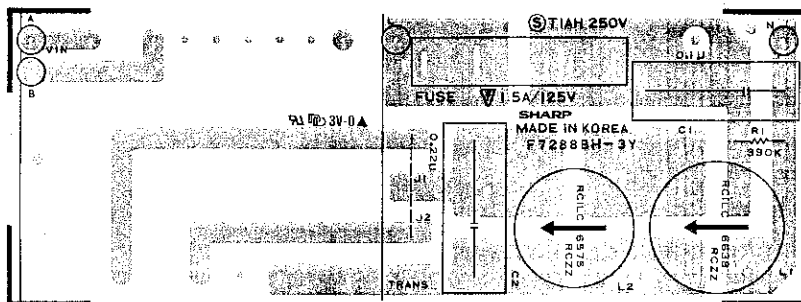 A
VIN
B
L
Ⓢ T1AH 250V
N
0.1μ
FUSE 1.5A/125V
3V-0
SHARP
MADE IN KOREA
F7288BH-3Y
C1
R1
390K
0.22μ
J1
J2
RCILC 6575 RCZZ
RCILC 6639 RCZZ
TRANS
C2
L2
L1